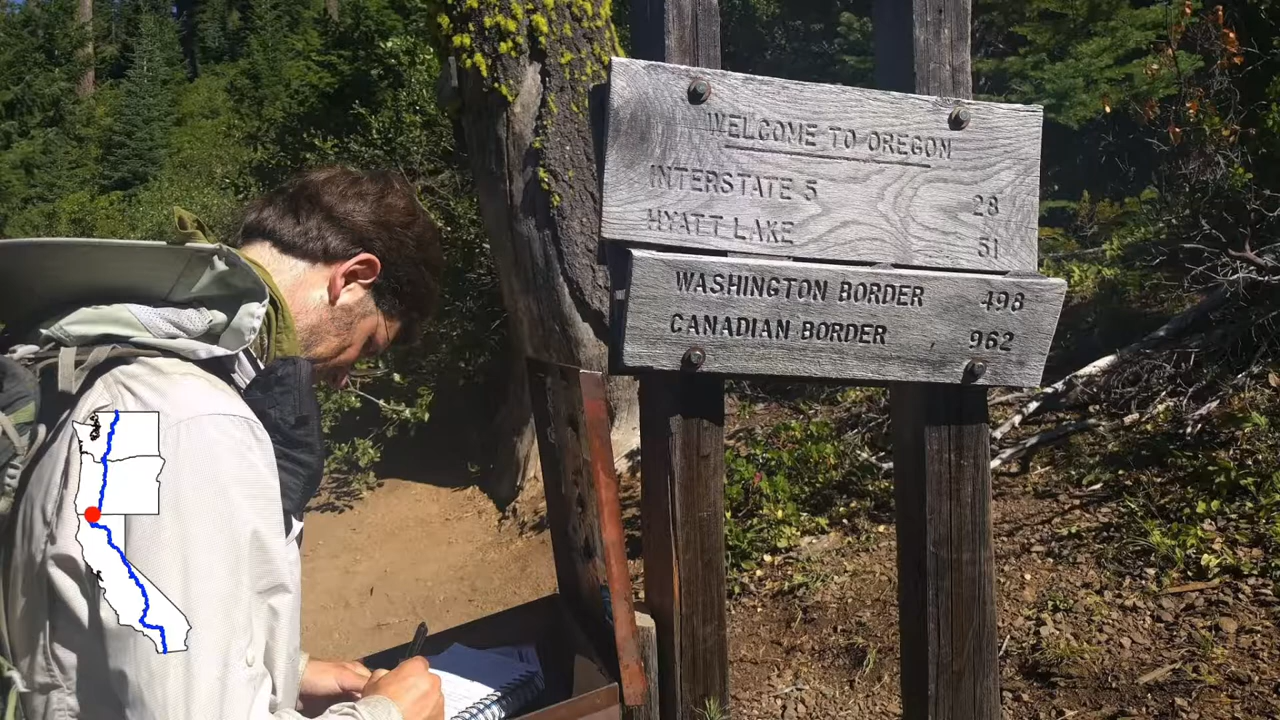 WELCOME TO OREGON
INTERSTATE 5 28
HYATT LAKE 51
WASHINGTON BORDER 498
CANADIAN BORDER 962